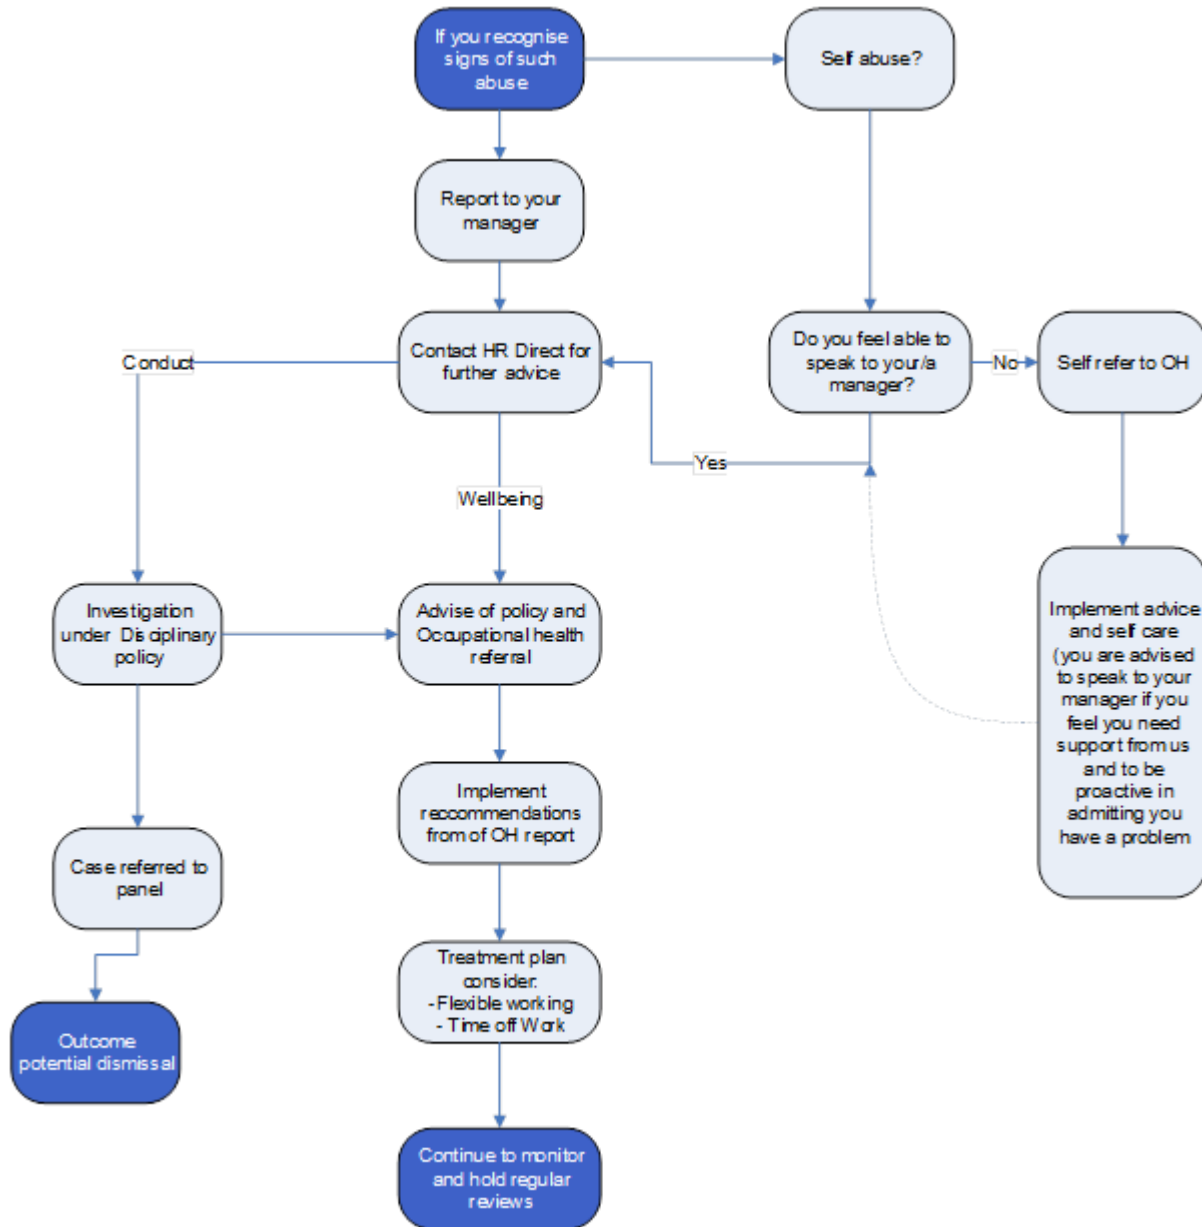 If you recognise
signs of such
abuse
Self abuse?
Report to your
manager
Contact HR Direct for
further advice
Do you feel able to
speak to your/a
manager?
No
Self refer to OH
Conduct
Yes
Wellbeing
Investigation
under Disciplinary
policy
Advise of policy and
Occupational health
referral
Implement advice
and self care
(you are advised
to speak to your
manager if you
feel you need
support from us
and to be
proactive in
admitting you
have a problem
Implement
reccommendations
from of OH report
Case referred to
panel
Treatment plan
consider:
- Flexible working
- Time off Work
Outcome
potential dismissal
Continue to monitor
and hold regular
reviews